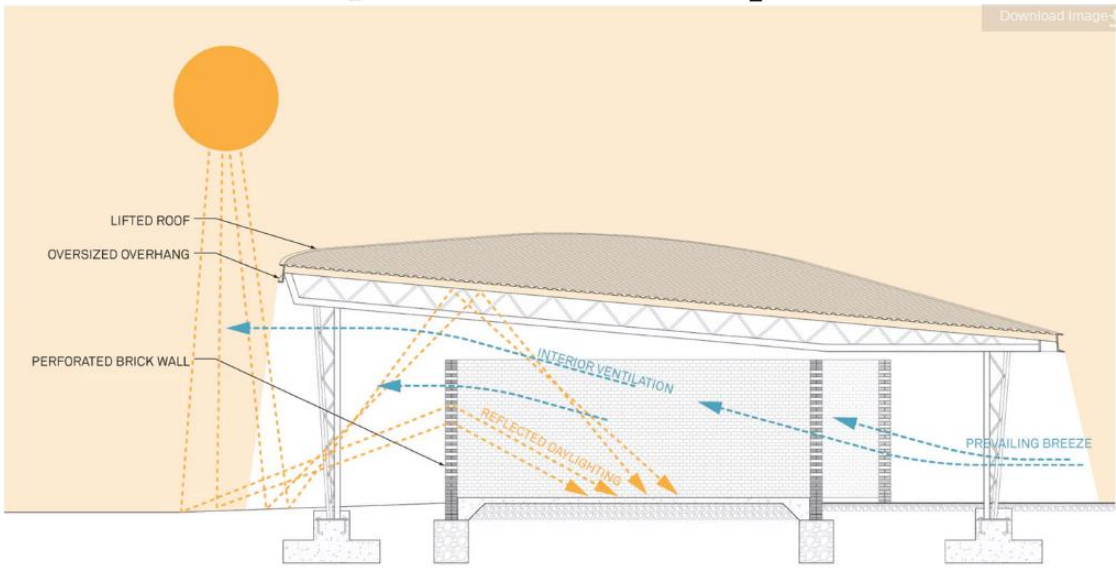 Download Image
LIFTED ROOF
OVERSIZED OVERHANG
PERFORATED BRICK WALL
INTERIOR VENTILATION
REFLECTED DAYLIGHTING
PREVAILING BREEZE